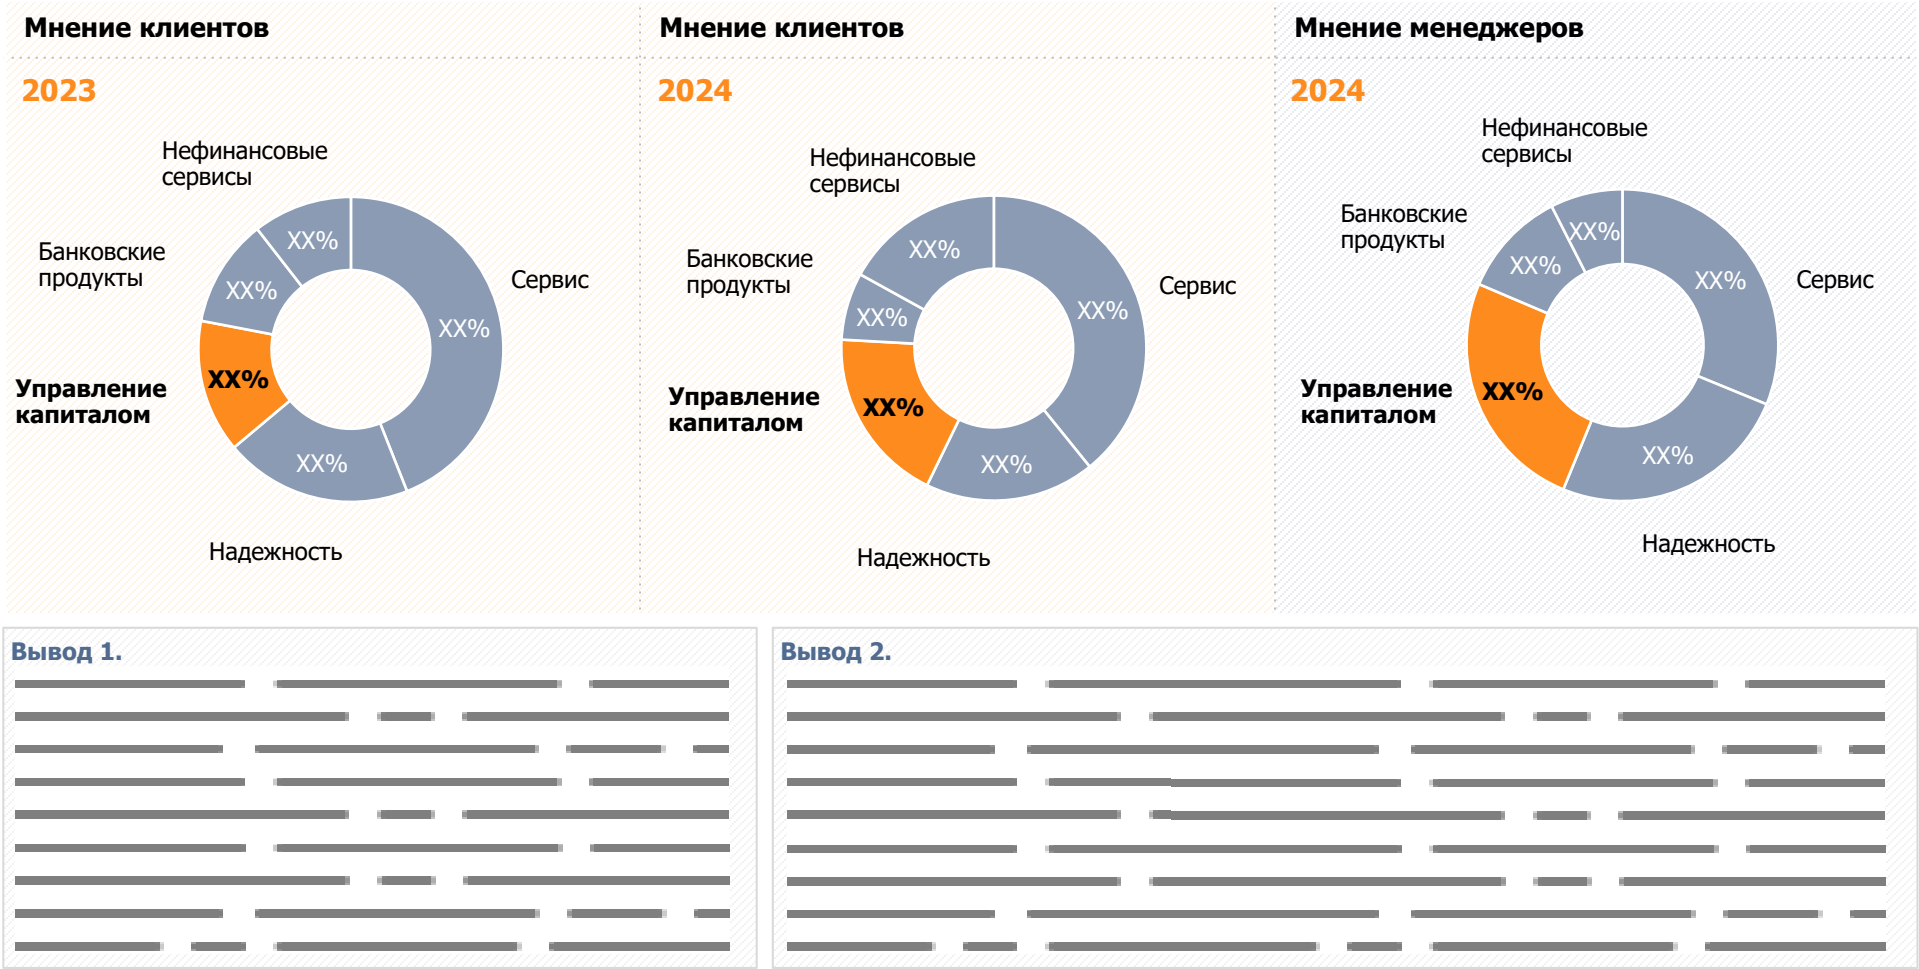 Мнение клиентов
2023
Нефинансовые
сервисы
Банковские
продукты
Управление
капиталом
Сервис
Надежность
XX%
XX%
XX%
XX%
XX%
Мнение клиентов
2024
Нефинансовые
сервисы
Банковские
продукты
Управление
капиталом
Сервис
Надежность
XX%
XX%
XX%
XX%
XX%
Мнение менеджеров
2024
Нефинансовые
сервисы
Банковские
продукты
Управление
капиталом
Сервис
Надежность
XX%
XX%
XX%
XX%
XX%
Вывод 1.
Вывод 2.